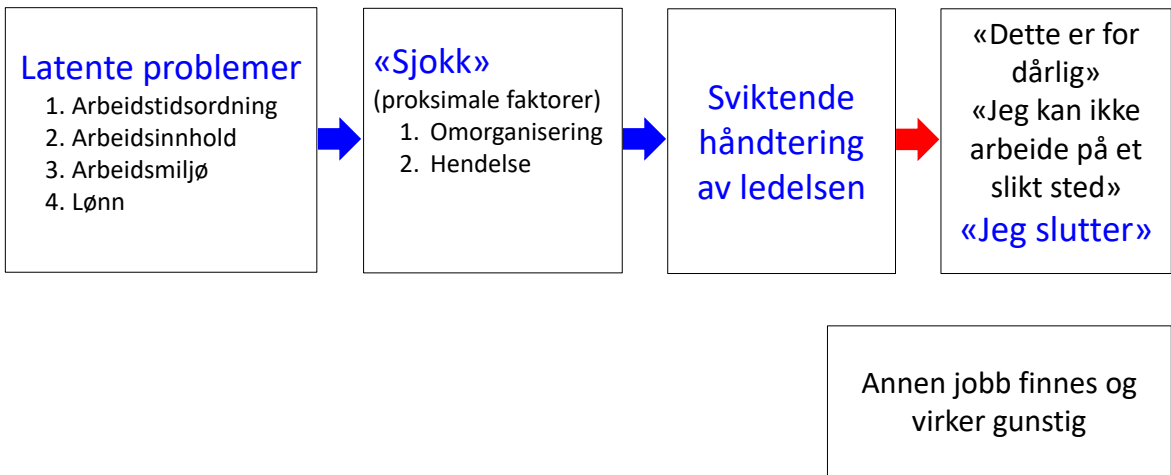 Latente problemer
1. Arbeidstidsordning
2. Arbeidsinnhold
3. Arbeidsmiljø
4. Lønn
«Sjokk»
(proksimale faktorer)
1. Omorganisering
2. Hendelse
Sviktende
håndtering
av ledelsen
«Dette er for
dårlig»
«Jeg kan ikke
arbeide på et
slikt sted»
«Jeg slutter»
Annen jobb finnes og
virker gunstig